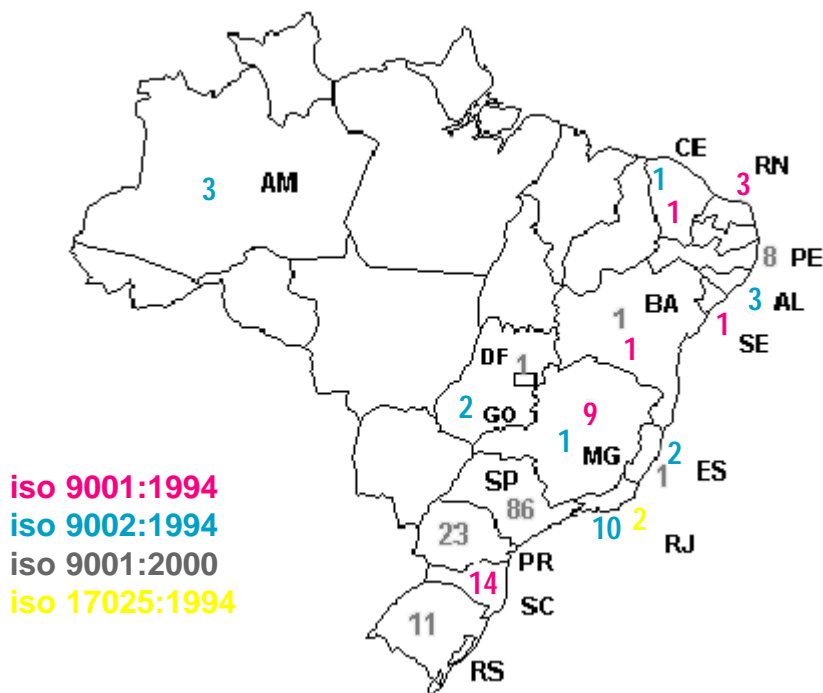 CE
RN
1
3
3
AM
1
8
PE
3
AL
BA
1
1
SE
1
DF
1
2
GO
9
1
MG
2
ES
1
SP
86
10
2
RJ
23
PR
14
SC
11
RS
iso 9001:1994
iso 9002:1994
iso 9001:2000
iso 17025:1994